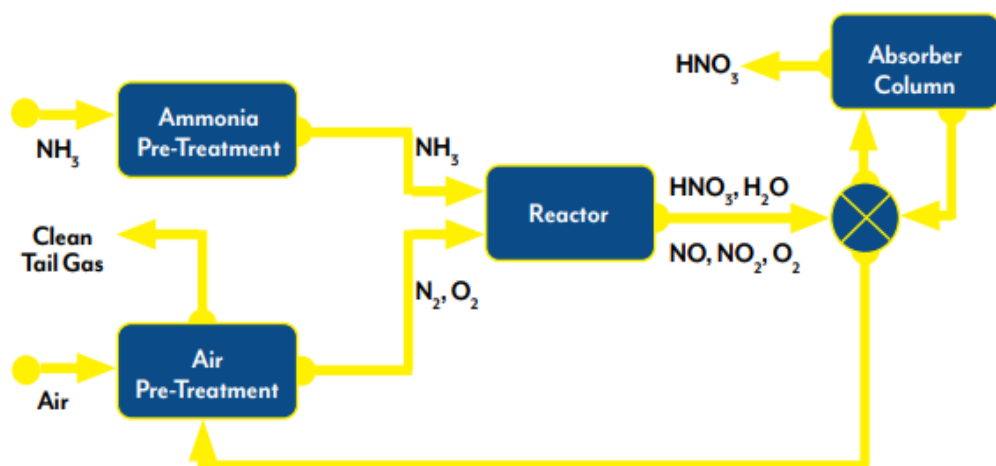 Absorber
Column
HNO₃
Ammonia
Pre-Treatment
NH₃
NH₃
Reactor
HNO₃, H₂O
NO, NO₂, O₂
Clean
Tail Gas
N₂, O₂
Air
Pre-Treatment
Air